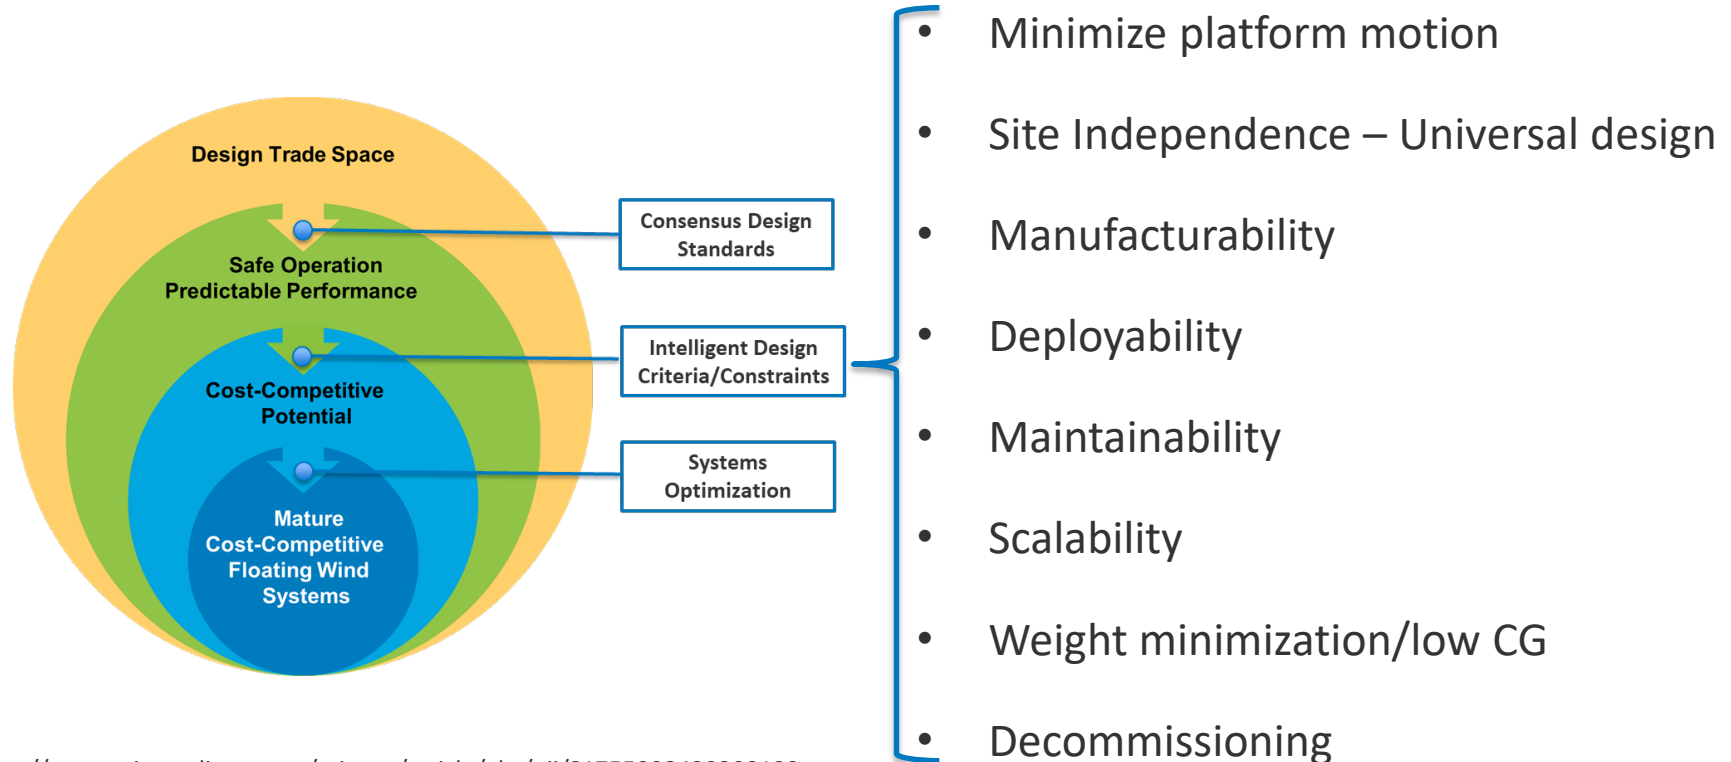 Design Trade Space
Safe Operation
Predictable Performance
Cost-Competitive
Potential
Mature
Cost-Competitive
Floating Wind
Systems
Consensus Design
Standards
Intelligent Design
Criteria/Constraints
Systems
Optimization
• Minimize platform motion
• Site Independence – Universal design
• Manufacturability
• Deployability
• Maintainability
• Scalability
• Weight minimization/low CG
• Decommissioning